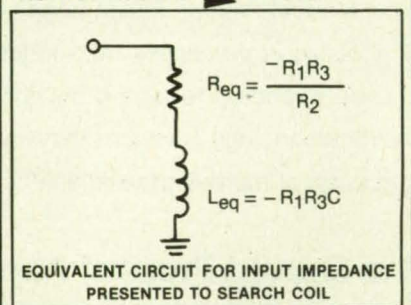 Req = -R1R3
R2
Leq = -R1R3C
EQUIVALENT CIRCUIT FOR INPUT IMPEDANCE
PRESENTED TO SEARCH COIL